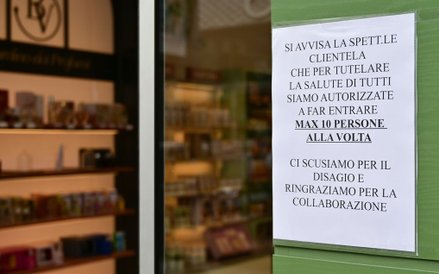 SI AVVISA LA SPETT.LE
CLIENTELA
CHE PER TUTELARE
LA SALUTE DI TUTTI
SIAMO AUTORIZZATE
A FAR ENTRARE
MAX 10 PERSONE
ALLA VOLTA
CI SCUSIAMO PER IL
DISAGIO E
RINGRAZIAMO PER LA
COLLABORAZIONE